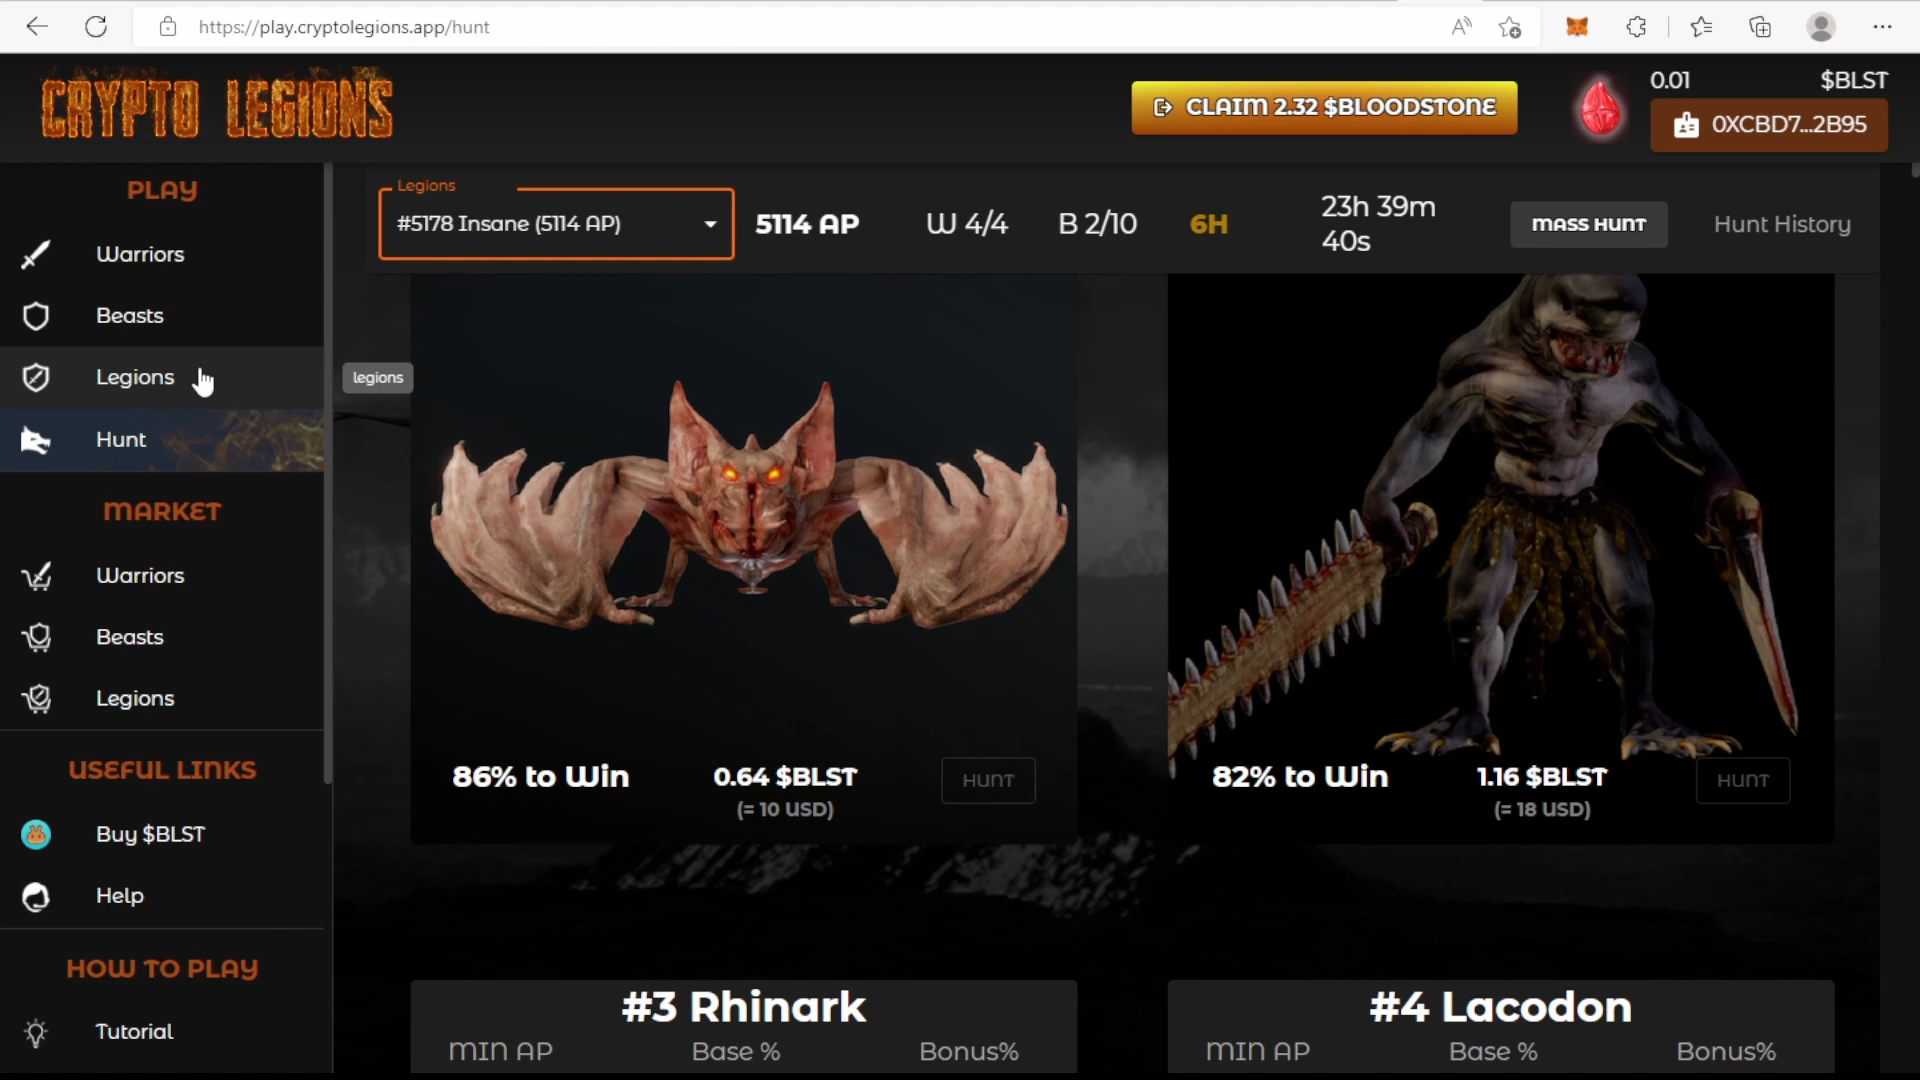 https://play.cryptolegions.app/hunt
CRYPTO LEGIONS
CLAIM 2.32 $BLOODSTONE
0.01 $BLST
0XCBD7...2B95
PLAY
Warriors
Beasts
Legions
legions
Hunt
MARKET
Warriors
Beasts
Legions
USEFUL LINKS
Buy $BLST
Help
HOW TO PLAY
Tutorial
Legions
#5178 Insane (5114 AP)
5114 AP
W 4/4
B 2/10
6H
23h 39m
40s
MASS HUNT
Hunt History
86% to Win
0.64 $BLST
(= 10 USD)
HUNT
82% to Win
1.16 $BLST
(= 18 USD)
HUNT
#3 Rhinark
MIN AP Base % Bonus%
#4 Lacodon
MIN AP Base % Bonus%